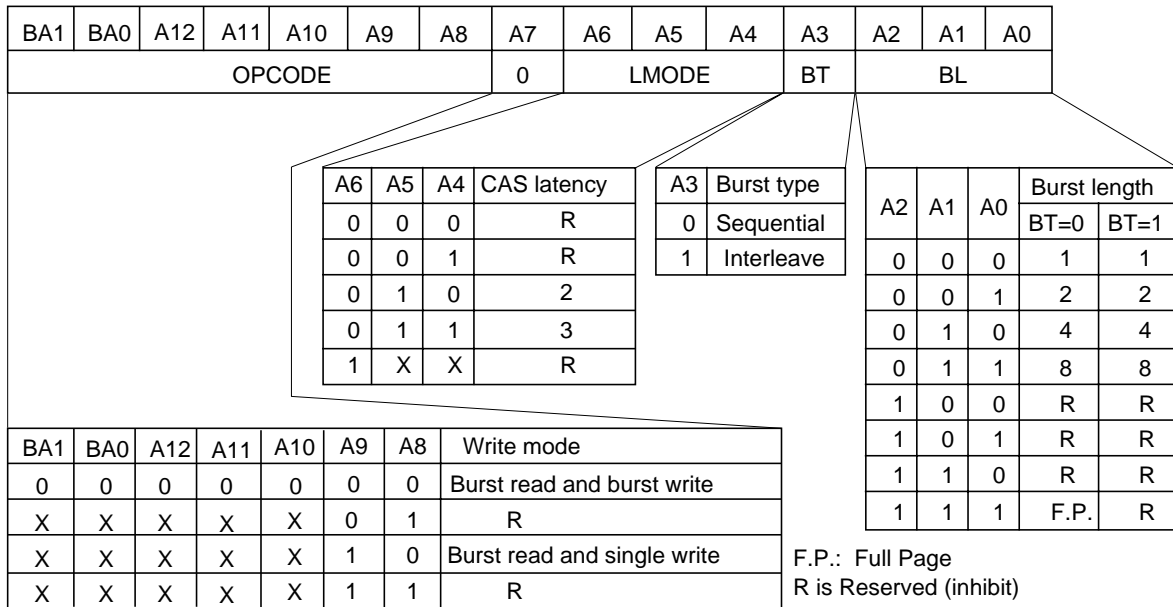 BA1 BA0 A12 A11 A10 A9 A8 A7 A6 A5 A4 A3 A2 A1 A0
OPCODE 0 LMODE BT BL
A6 A5 A4 CAS latency
0 0 0 R
0 0 1 R
0 1 0 2
0 1 1 3
1 X X R
A3 Burst type
0 Sequential
1 Interleave
A2 A1 A0 Burst length
BT=0 BT=1
0 0 0 1 1
0 0 1 2 2
0 1 0 4 4
0 1 1 8 8
1 0 0 R R
1 0 1 R R
1 1 0 R R
1 1 1 F.P. R
BA1 BA0 A12 A11 A10 A9 A8 Write mode
0 0 0 0 0 0 0 Burst read and burst write
X X X X X 0 1 R
X X X X X 1 0 Burst read and single write
X X X X X 1 1 R
F.P.: Full Page
R is Reserved (inhibit)